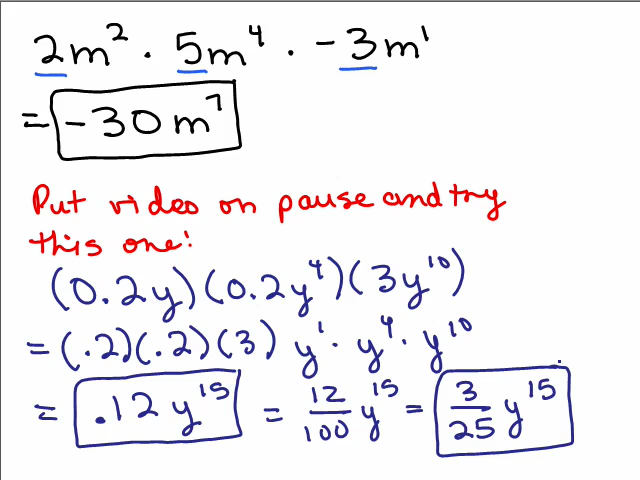 2m² · 5m⁴ · -3m¹
= -30m⁷
Put video on pause and try
this one!
(0.2y)(0.2y⁴)(3y¹⁰)
= (.2)(.2)(3) y¹ · y⁴ · y¹⁰
= .12y¹⁵ = 12/100 y¹⁵ = 3/25 y¹⁵